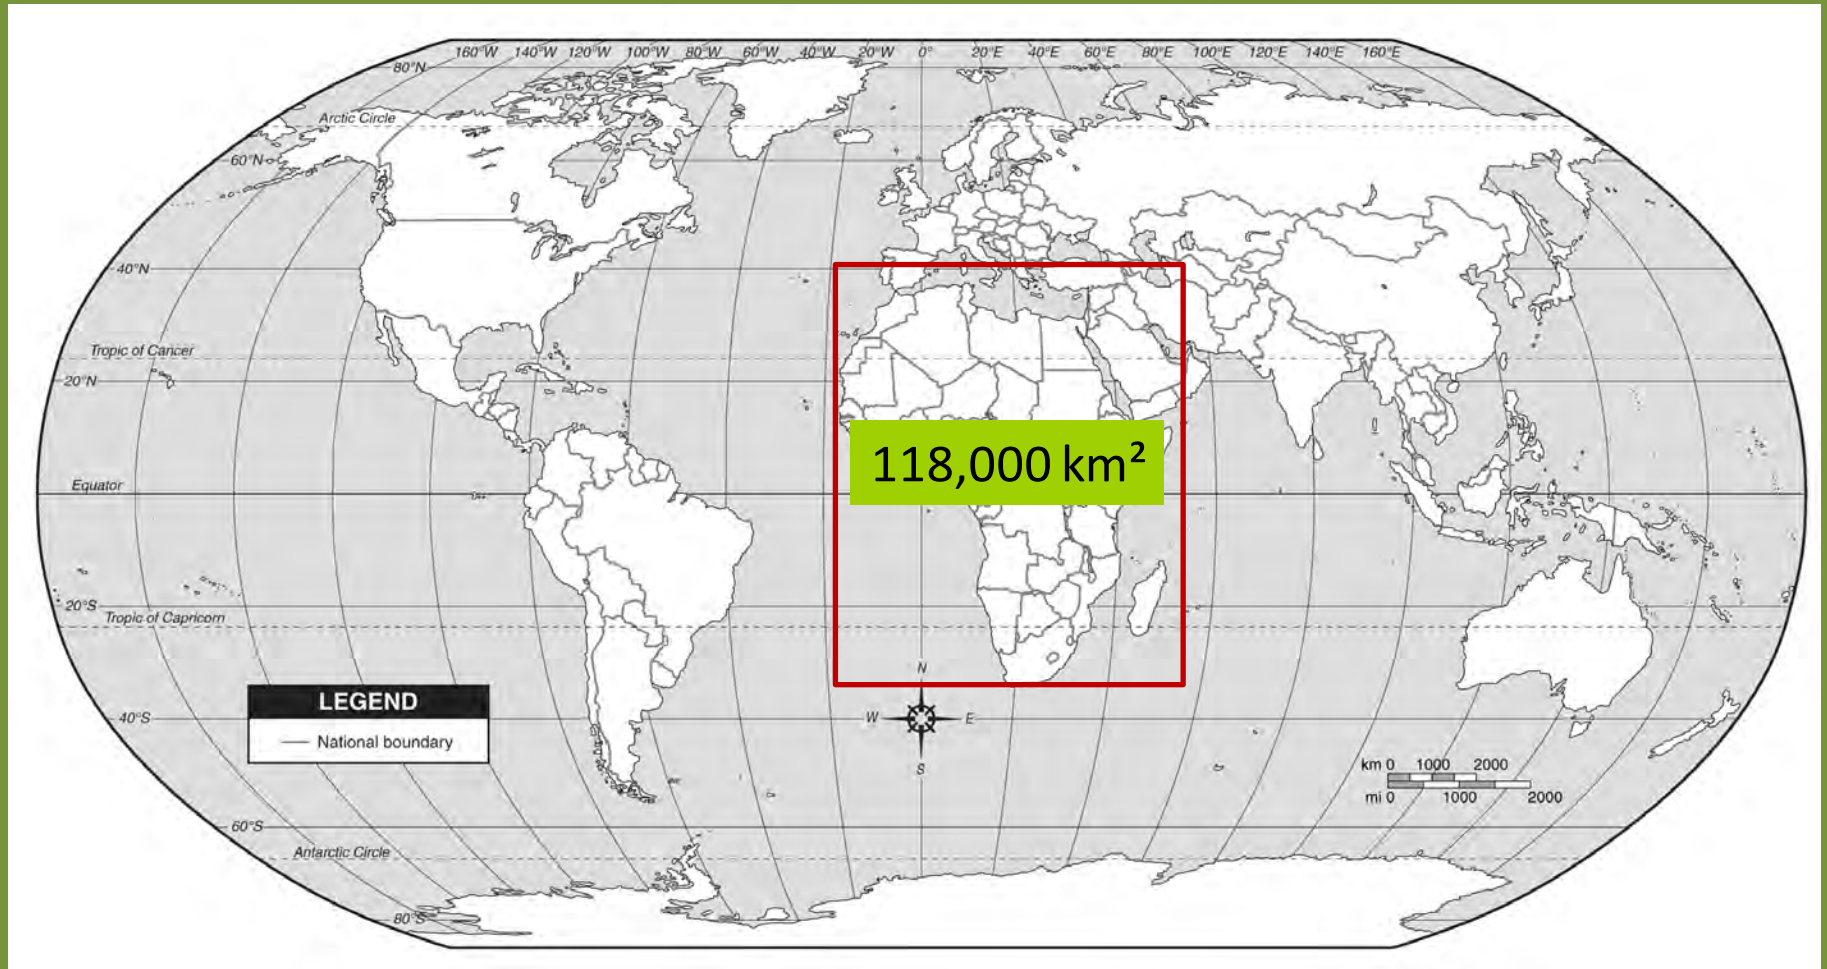 160°W 140°W 120°W 100°W 80°W 60°W 40°W 20°W 0° 20°E 40°E 60°E 80°E 100°E 120°E 140°E 160°E
80°N
Arctic Circle
60°N
40°N
Tropic of Cancer
20°N
118,000 km²
Equator
20°S
Tropic of Capricorn
N
W E
S
LEGEND
National boundary
40°S
km 0 1000 2000
mi 0 1000 2000
60°S
Antarctic Circle
80°S